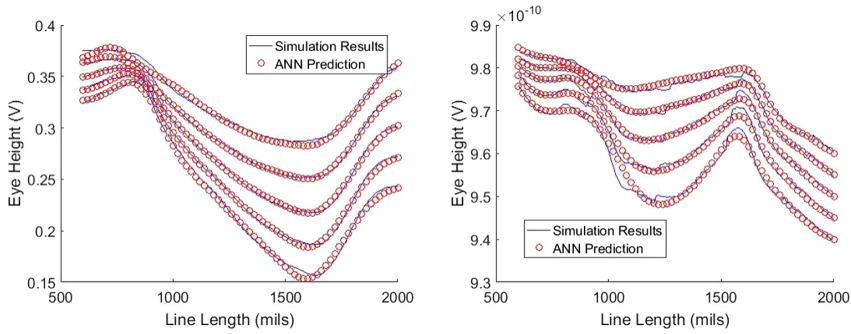 0.4
0.35
0.3
0.25
0.2
0.15
500
1000
1500
2000
Eye Height (V)
Line Length (mils)
Simulation Results
ANN Prediction
×10⁻¹⁰
9.9
9.8
9.7
9.6
9.5
9.4
9.3
500
1000
1500
2000
Eye Height (V)
Line Length (mils)
Simulation Results
ANN Prediction